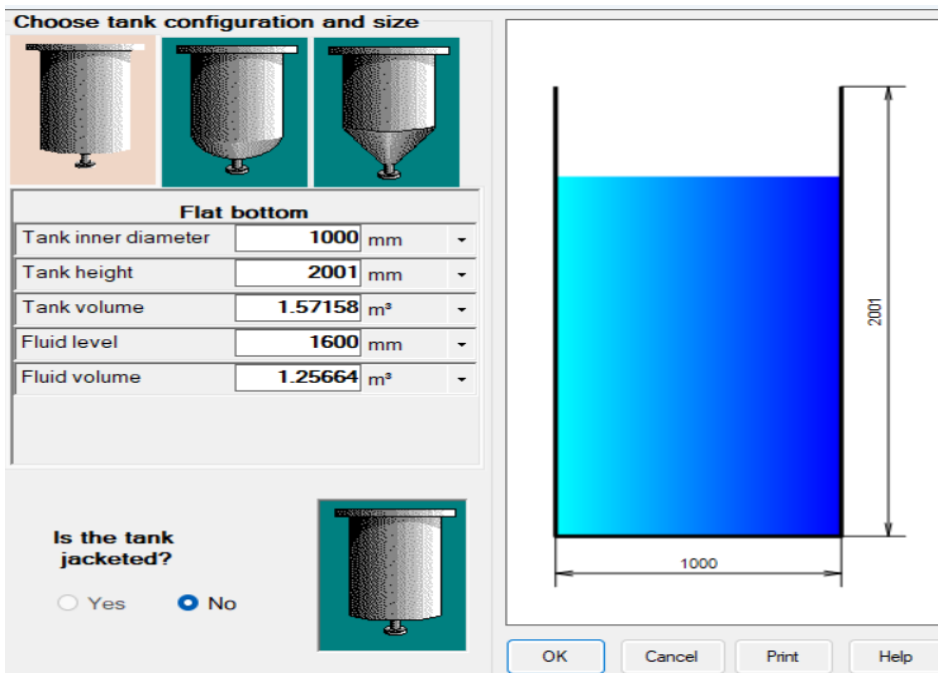 Choose tank configuration and size
Flat bottom
Tank inner diameter 1000 mm
Tank height 2001 mm
Tank volume 1.57158 m³
Fluid level 1600 mm
Fluid volume 1.25664 m³
Is the tank
jacketed?
Yes No
2001
1000
OK Cancel Print Help